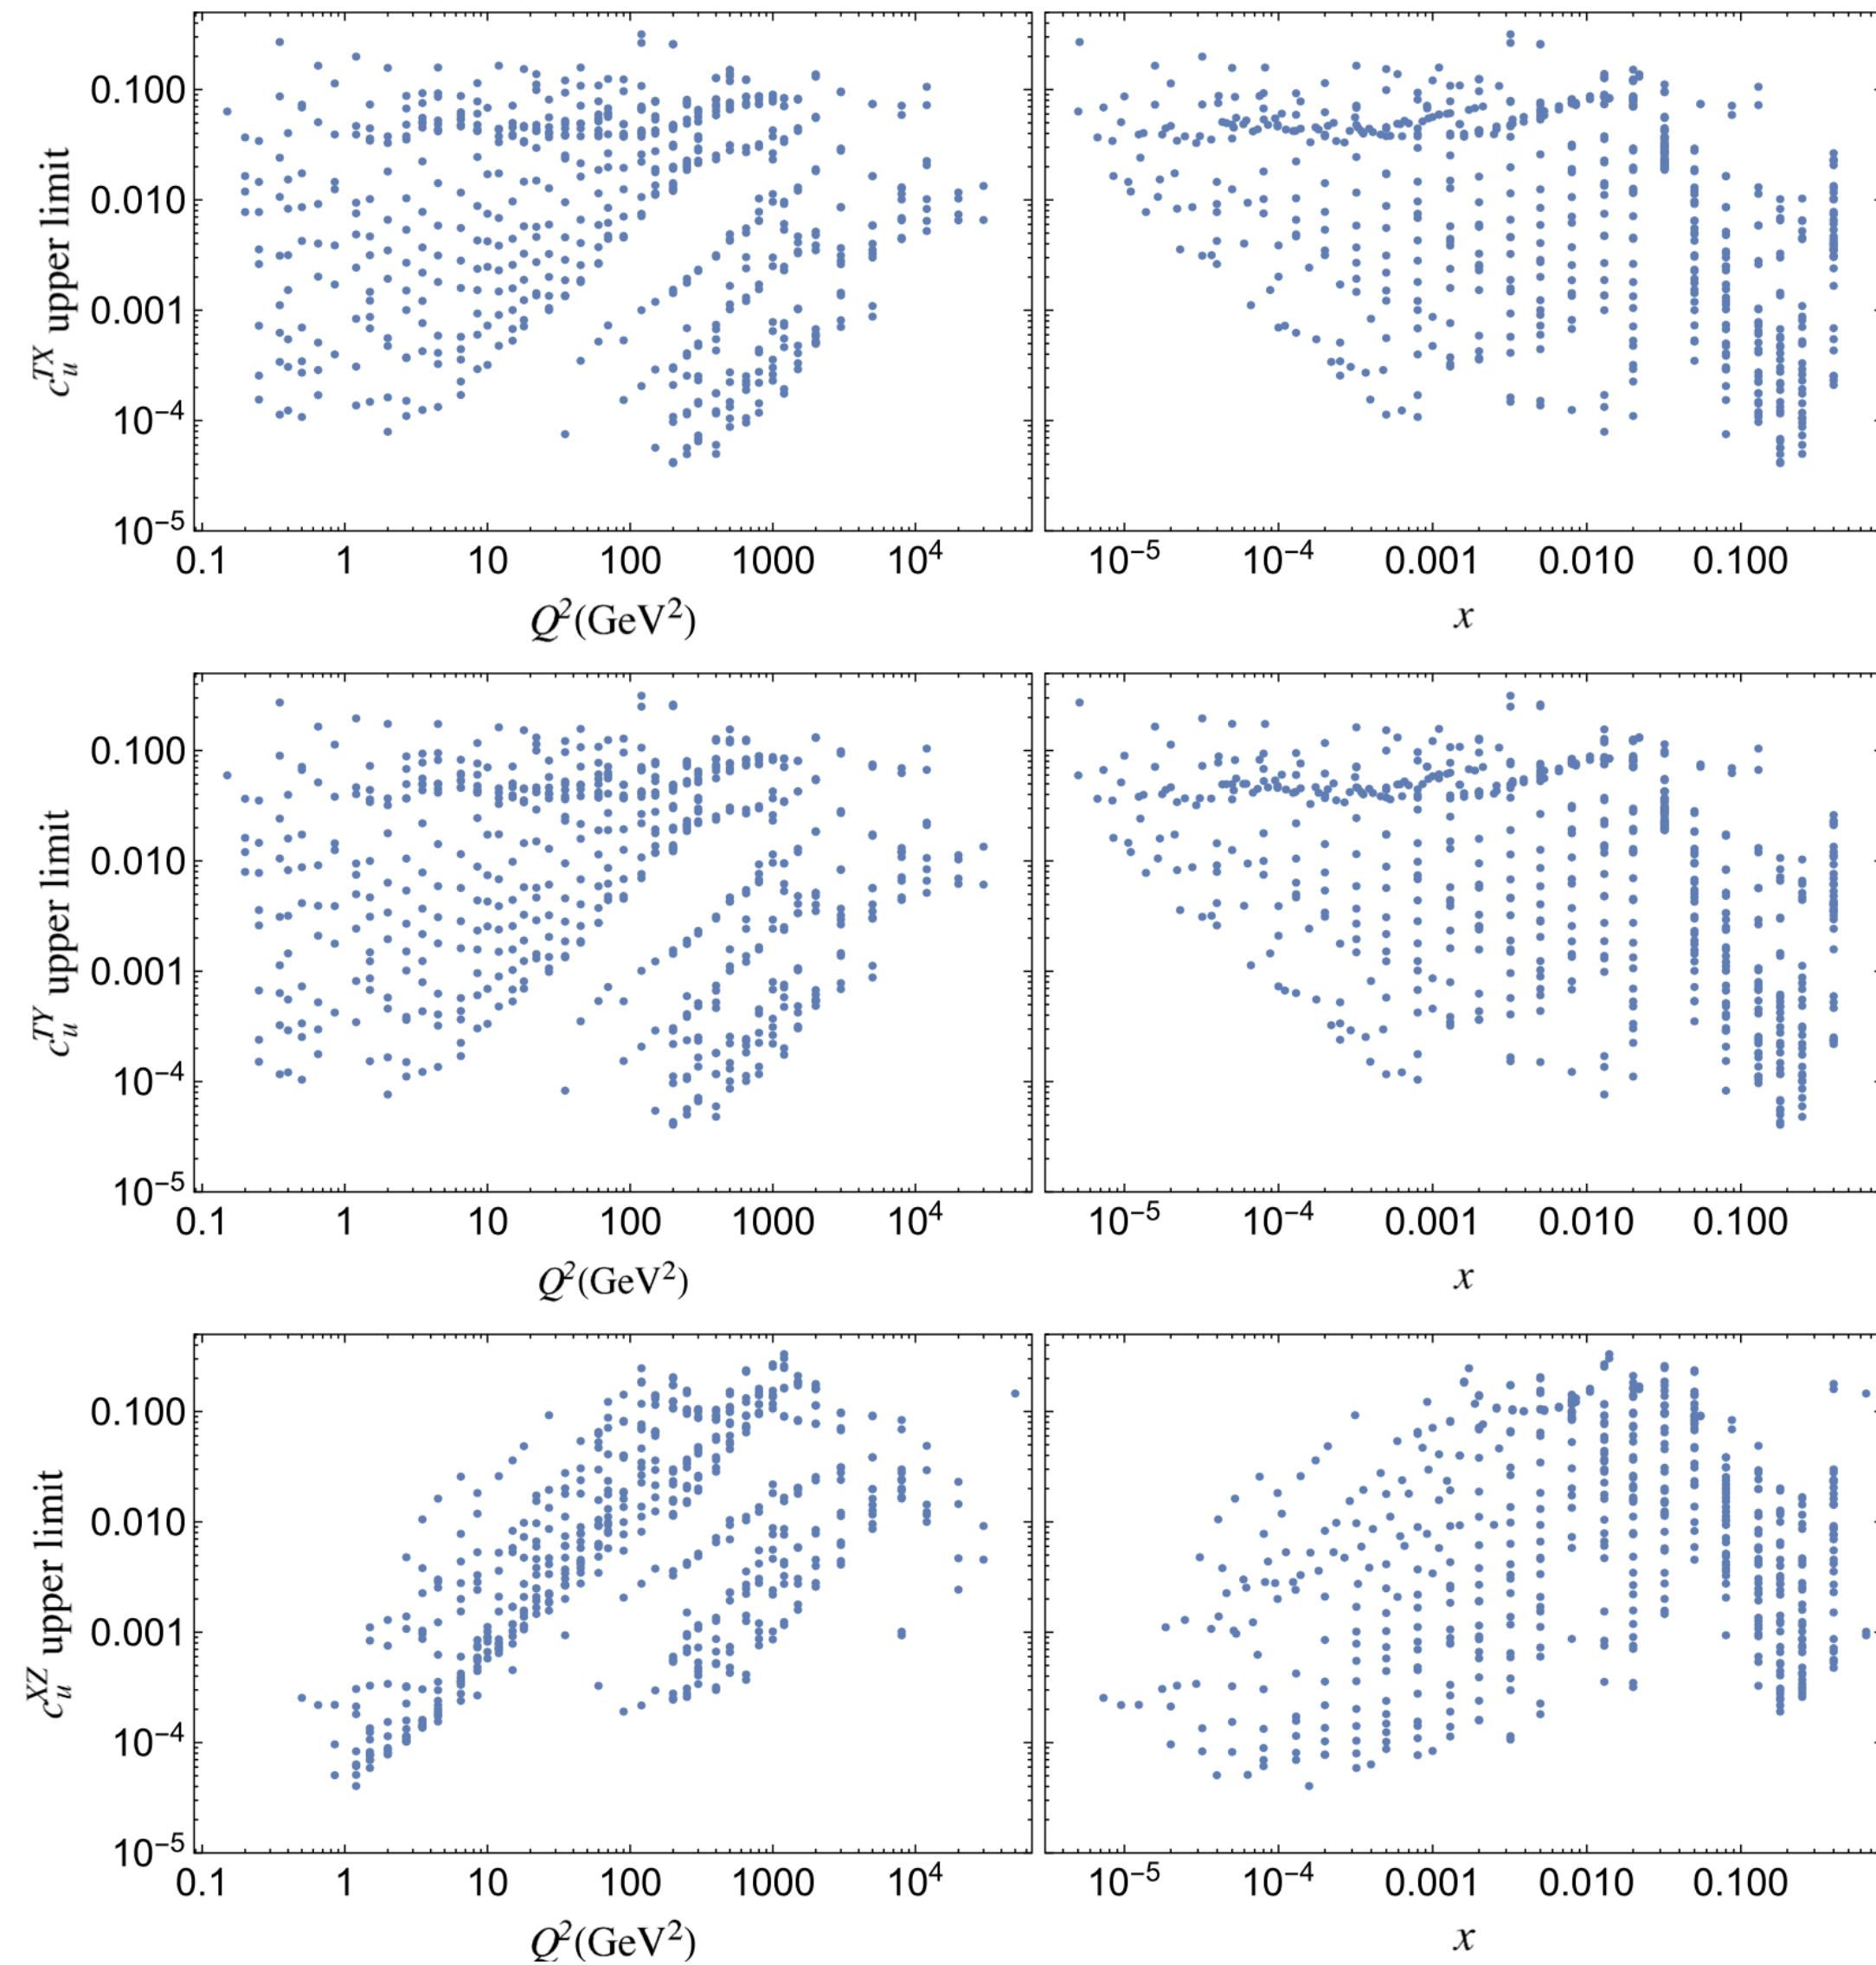 c_u^{TX} upper limit
0.100
0.010
0.001
10^{-4}
10^{-5}
0.1 1 10 100 1000 10^4
Q^2(GeV^2)
10^{-5} 10^{-4} 0.001 0.010 0.100
x
c_u^{TY} upper limit
0.100
0.010
0.001
10^{-4}
10^{-5}
0.1 1 10 100 1000 10^4
Q^2(GeV^2)
10^{-5} 10^{-4} 0.001 0.010 0.100
x
c_u^{XZ} upper limit
0.100
0.010
0.001
10^{-4}
10^{-5}
0.1 1 10 100 1000 10^4
Q^2(GeV^2)
10^{-5} 10^{-4} 0.001 0.010 0.100
x